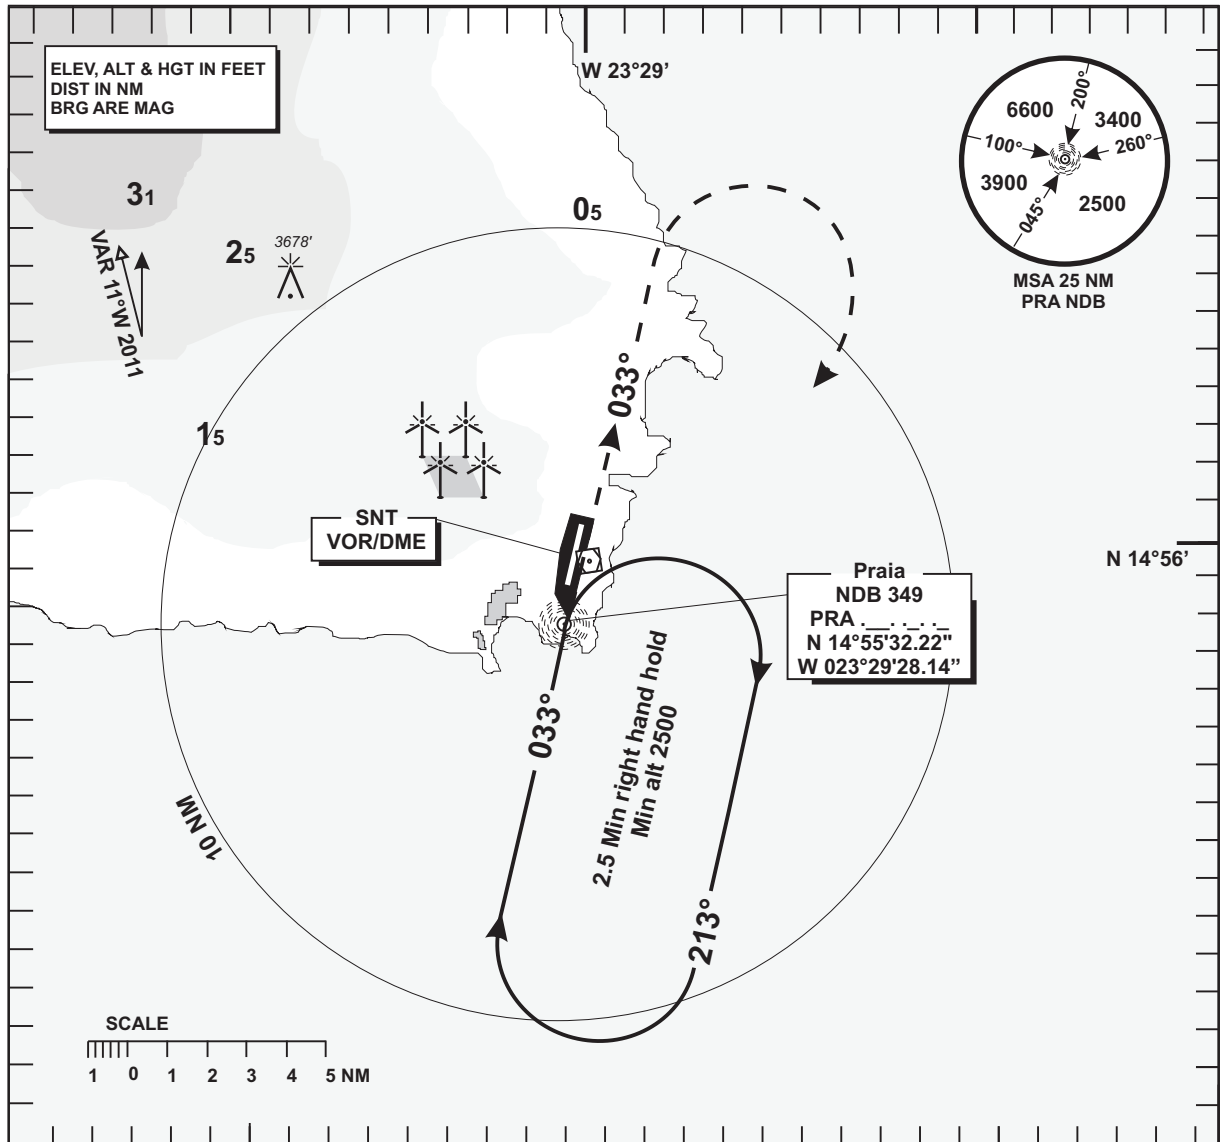 ELEV, ALT & HGT IN FEET
DIST IN NM
BRG ARE MAG
W 23°29’
6600
200°
3400
100°
260°
3900
2500
045°
MSA 25 NM
PRA NDB
31
05
25
3678'
VAR 11°W 2011
15
033°
SNT
VOR/DME
N 14°56’
Praia
NDB 349
PRA .__. ._. ._
N 14°55'32.22"
W 023°29'28.14”
033°
2.5 Min right hand hold
Min alt 2500
213°
10 NM
SCALE
1 0 1 2 3 4 5 NM